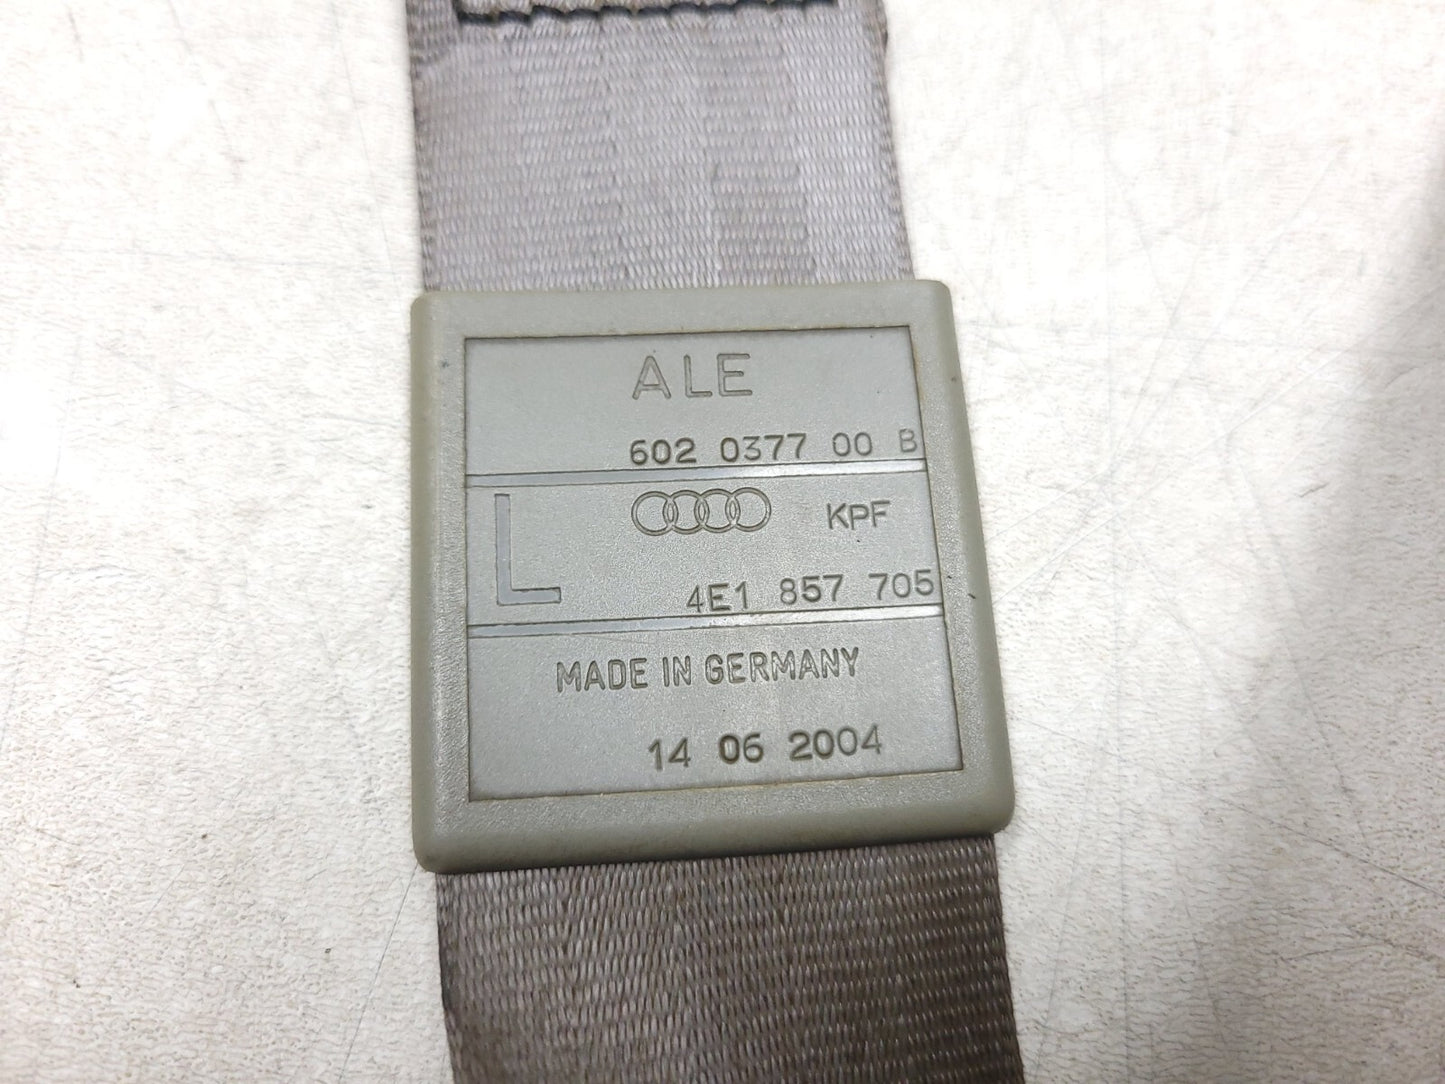 ALE
602 0377 00 B
L KPF
4E1 857 705
MADE IN GERMANY
14 06 2004